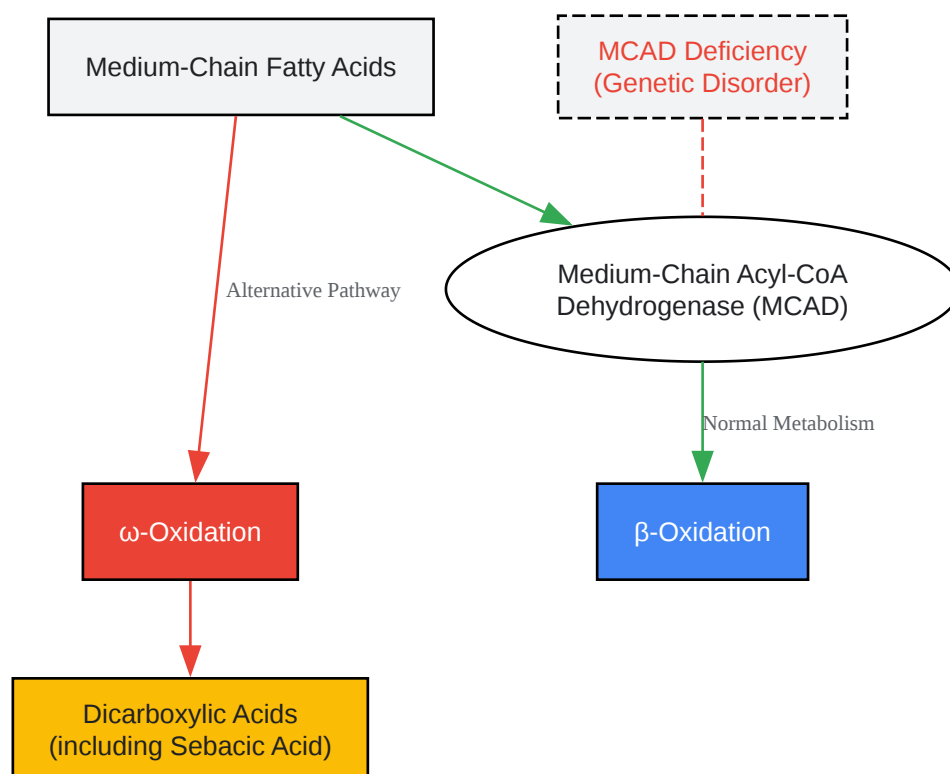 Medium-Chain Fatty Acids
MCAD Deficiency
(Genetic Disorder)
Medium-Chain Acyl-CoA
Dehydrogenase (MCAD)
Alternative Pathway
Normal Metabolism
ω-Oxidation
β-Oxidation
Dicarboxylic Acids
(including Sebacic Acid)